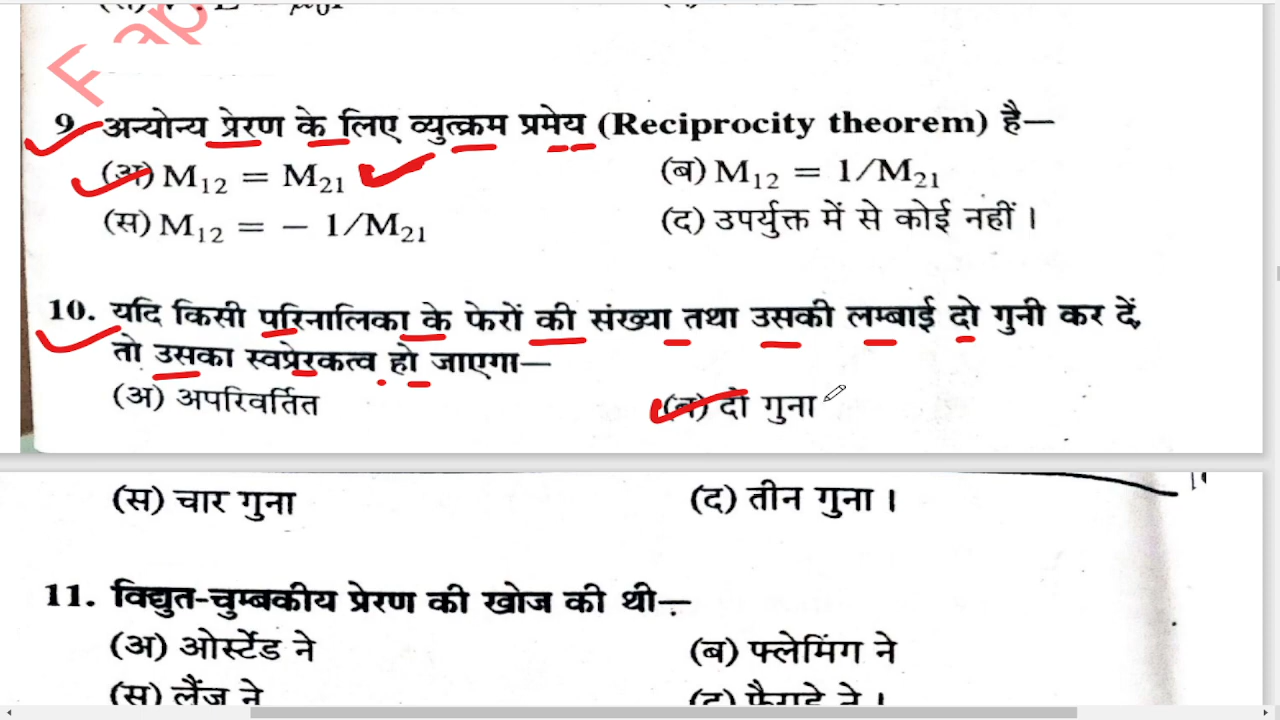 9. अन्योन्य प्रेरण के लिए व्युत्क्रम प्रमेय (Reciprocity theorem) है—
(अ) M12 = M21 (ब) M12 = 1/M21
(स) M12 = – 1/M21 (द) उपर्युक्त में से कोई नहीं ।
10. यदि किसी परिनालिका के फेरों की संख्या तथा उसकी लम्बाई दो गुनी कर दें,
तो उसका स्वप्रेरकत्व हो जाएगा—
(अ) अपरिवर्तित (ब) दो गुना
(स) चार गुना (द) तीन गुना ।
11. विद्युत-चुम्बकीय प्रेरण की खोज की थी—
(अ) ओर्स्टेड ने (ब) फ्लेमिंग ने
(स) लैंज ने (द) फैराडे ने ।